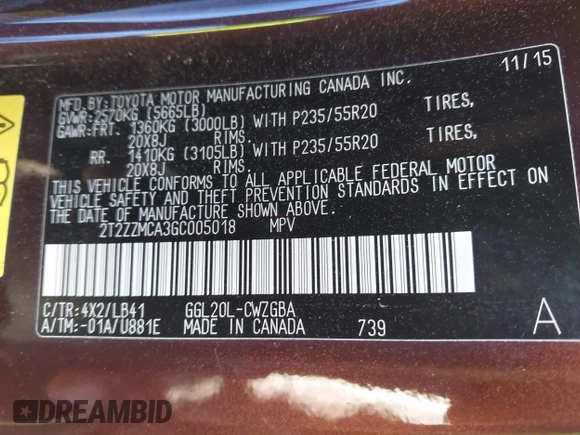 11/15
MFD.BY:TOYOTA MOTOR MANUFACTURING CANADA INC.
GVWR:2570KG (5665LB)
GAWR:FRT. 1360KG (3000LB) WITH P235/55R20 TIRES,
20X8J RIMS.
RR. 1410KG (3105LB) WITH P235/55R20 TIRES,
20X8J RIMS.
THIS VEHICLE CONFORMS TO ALL APPLICABLE FEDERAL MOTOR
VEHICLE SAFETY AND THEFT PREVENTION STANDARDS IN EFFECT ON
THE DATE OF MANUFACTURE SHOWN ABOVE.
2T2ZZMCA3GC005018 MPV
C/TR:4X2/LB41 GGL20L-CWZGBA
A/TM:-01A/U881E MADE IN CANADA 739 A
DREAMBID